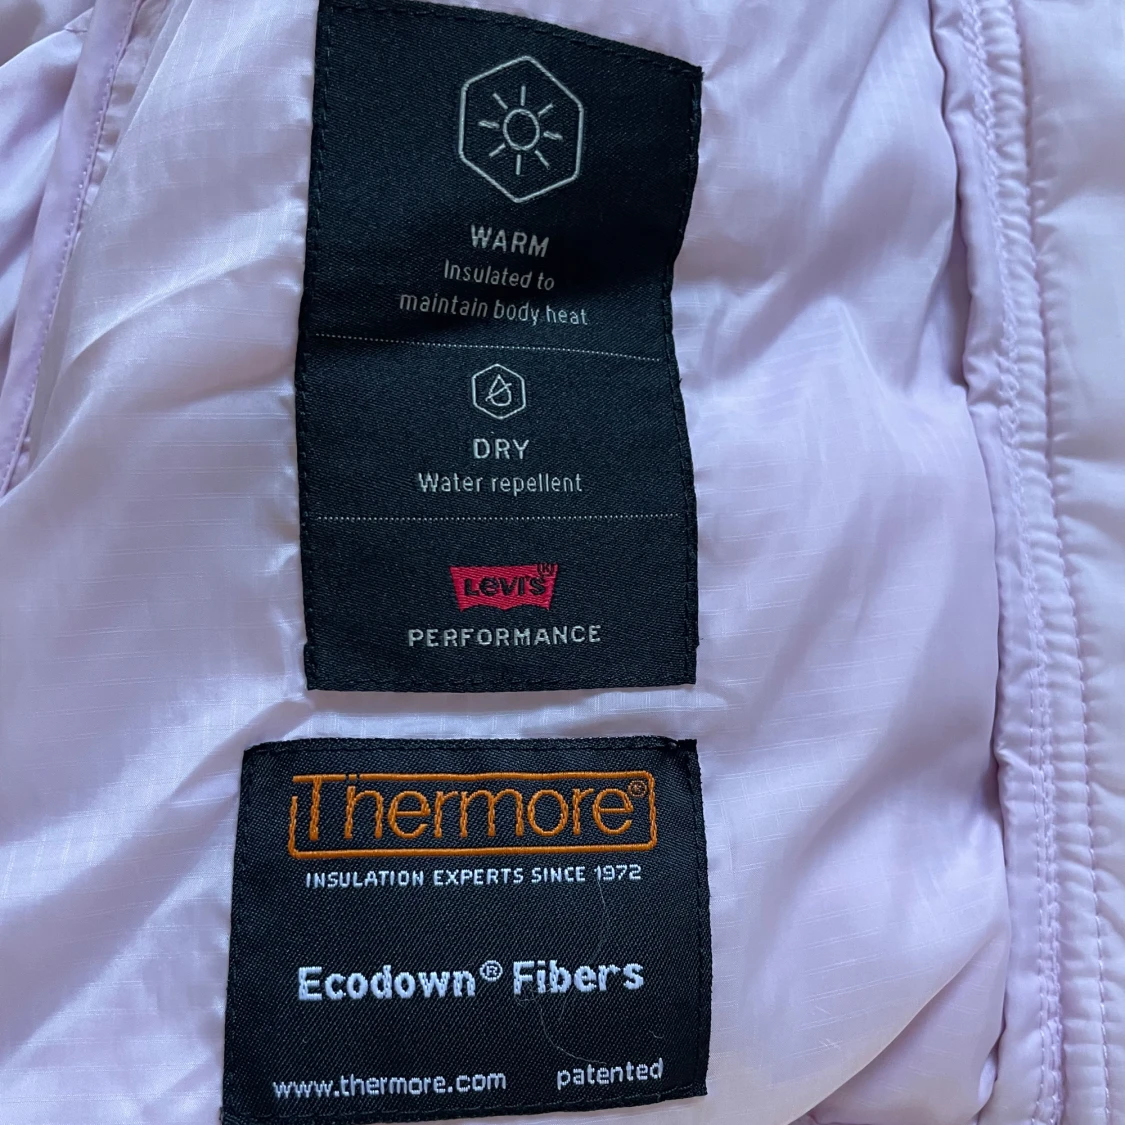 WARM
Insulated to
maintain body heat
DRY
Water repellent
Levi's®
PERFORMANCE
Thermore®
INSULATION EXPERTS SINCE 1972
Ecodown® Fibers
www.thermore.com patented